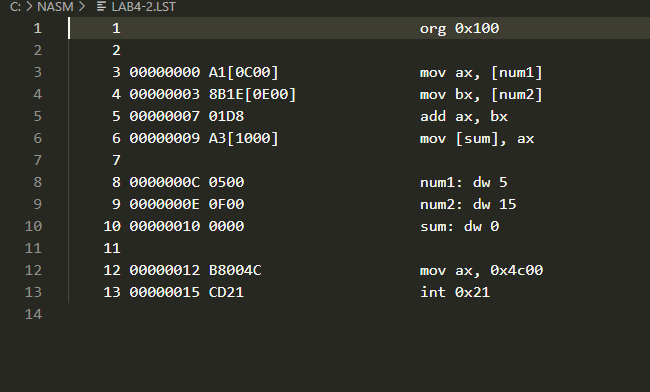 C: > NASM > LAB4-2.LST
1 1 org 0x100
2 2
3 3 00000000 A1[0C00] mov ax, [num1]
4 4 00000003 8B1E[0E00] mov bx, [num2]
5 5 00000007 01D8 add ax, bx
6 6 00000009 A3[1000] mov [sum], ax
7 7
8 8 0000000C 0500 num1: dw 5
9 9 0000000E 0F00 num2: dw 15
10 10 00000010 0000 sum: dw 0
11 11
12 12 00000012 B8004C mov ax, 0x4c00
13 13 00000015 CD21 int 0x21
14